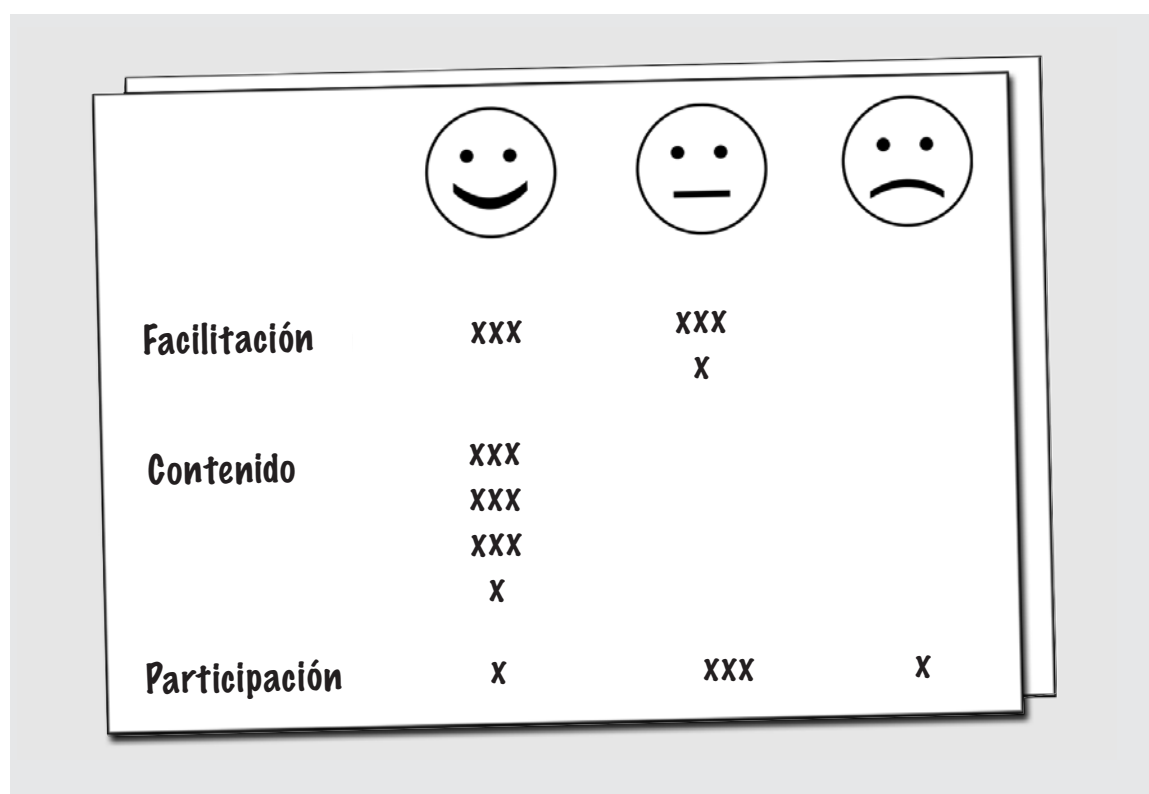 Facilitación xxx xxx
x
Contenido xxx
xxx
xxx
x
Participación x xxx x